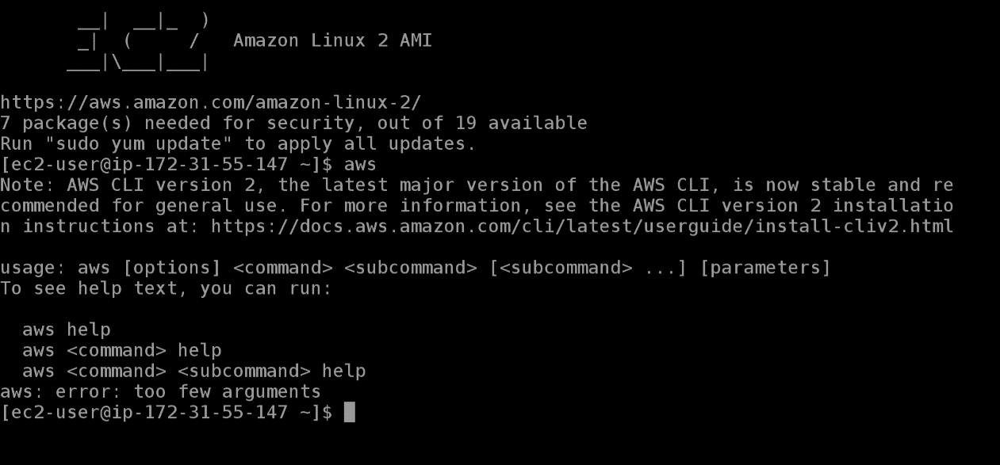 __|  __|_  )
       _|  (     /   Amazon Linux 2 AMI
      ___|\___|___|
https://aws.amazon.com/amazon-linux-2/
7 package(s) needed for security, out of 19 available
Run "sudo yum update" to apply all updates.
[ec2-user@ip-172-31-55-147 ~]$ aws
Note: AWS CLI version 2, the latest major version of the AWS CLI, is now stable and re
commended for general use. For more information, see the AWS CLI version 2 installatio
n instructions at: https://docs.aws.amazon.com/cli/latest/userguide/install-cliv2.html
usage: aws [options] <command> <subcommand> [<subcommand> ...] [parameters]
To see help text, you can run:
  aws help
  aws <command> help
  aws <command> <subcommand> help
aws: error: too few arguments
[ec2-user@ip-172-31-55-147 ~]$